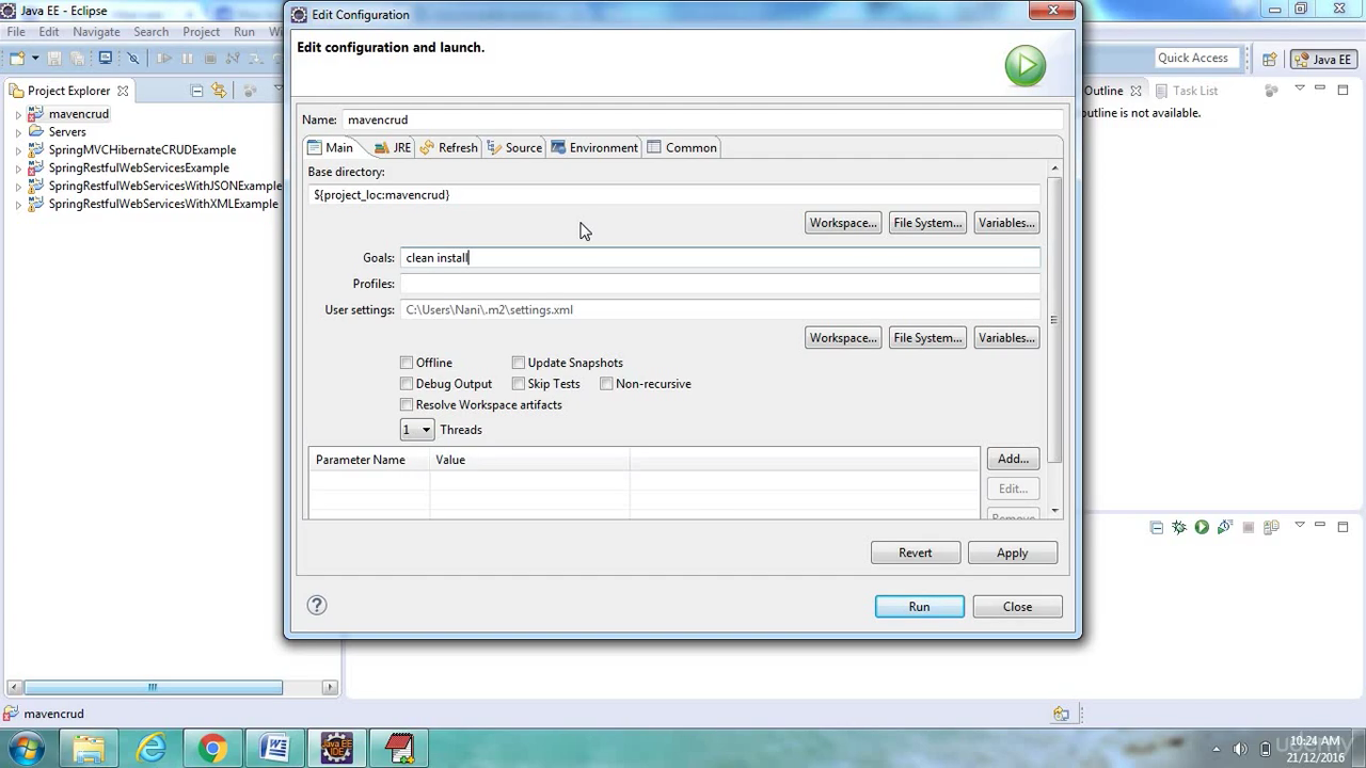 Java EE - Eclipse
File Edit Navigate Search Project Run
Quick Access
Java EE
Project Explorer
mavencrud
Servers
SpringMVCHibernateCRUDExample
SpringRestfulWebServicesExample
SpringRestfulWebServicesWithJSONExample
SpringRestfulWebServicesWithXMLExample
Edit Configuration
Edit configuration and launch.
Name: mavencrud
Main JRE Refresh Source Environment Common
Base directory:
${project_loc:mavencrud}
Workspace... File System... Variables...
Goals: clean install
Profiles:
User settings: C:\Users\Nani\.m2\settings.xml
Workspace... File System... Variables...
Offline Update Snapshots
Debug Output Skip Tests Non-recursive
Resolve Workspace artifacts
1 Threads
Parameter Name Value
Add...
Edit...
Remove
Revert Apply
? Run Close
Outline Task List
outline is not available.
mavencrud
Java EE IDE
10:24 AM
21/12/2016
udemy